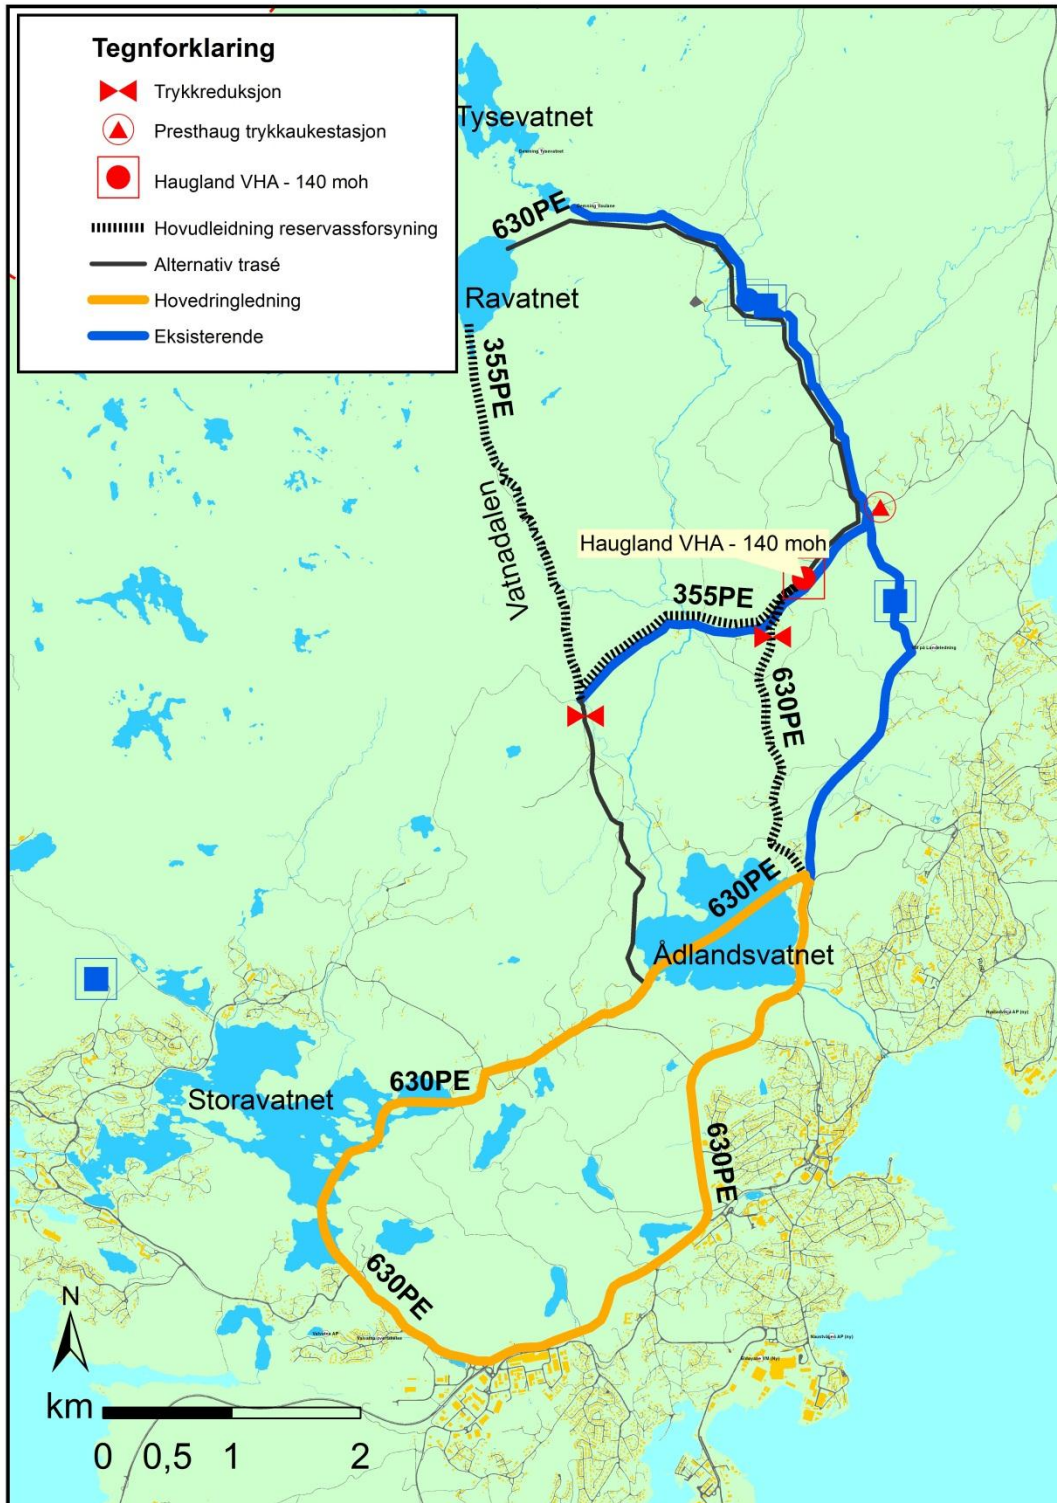 Tegnforklaring
Trykkreduksjon
Presthaug trykkaukestasjon
Haugland VHA - 140 moh
Hovudleidning reservassforsyning
Alternativ trasé
Hovedringledning
Eksisterende
Tysevatnet
630PE
Ravatnet
355PE
Vatnadalen
Haugland VHA - 140 moh
355PE
630PE
630PE
Ådlandsvatnet
630PE
Storavatnet
630PE
630PE
N
km
0 0,5 1 2